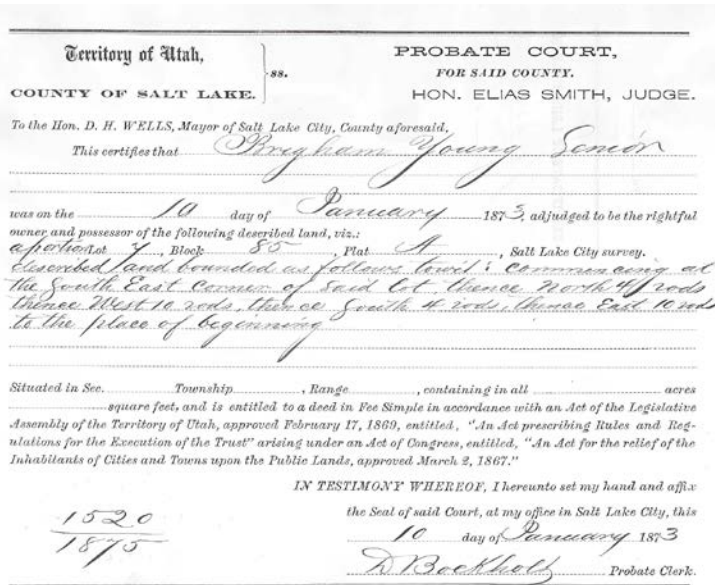 Territory of Utah,
COUNTY OF SALT LAKE.
ss.
PROBATE COURT,
FOR SAID COUNTY.
HON. ELIAS SMITH, JUDGE.
To the Hon. D. H. WELLS, Mayor of Salt Lake City, County aforesaid,
This certifies that Brigham Young Senior
was on the 10 day of January 1873, adjudged to be the rightful
owner and possessor of the following described land, viz.:
a portion Lot 7, Block 85, Plat A, Salt Lake City survey.
described and bounded as follows towit: commencing at
the South East Corner of Said lot, thence North 4 rods
thence West 10 rods, thence South 4 rods, thence East 10 rods
to the place of beginning
Situated in Sec. Township, Range, containing in all acres
square feet, and is entitled to a deed in Fee Simple in accordance with an Act of the Legislative
Assembly of the Territory of Utah, approved February 17, 1869, entitled, "An Act prescribing Rules and Reg-
ulations for the Execution of the Trust" arising under an Act of Congress, entitled, "An Act for the relief of the
Inhabitants of Cities and Towns upon the Public Lands, approved March 2, 1867."
IN TESTIMONY WHEREOF, I hereunto set my hand and affix
the Seal of said Court, at my office in Salt Lake City, this
10 day of January 1873
D Bockholt Probate Clerk.
1520
1875